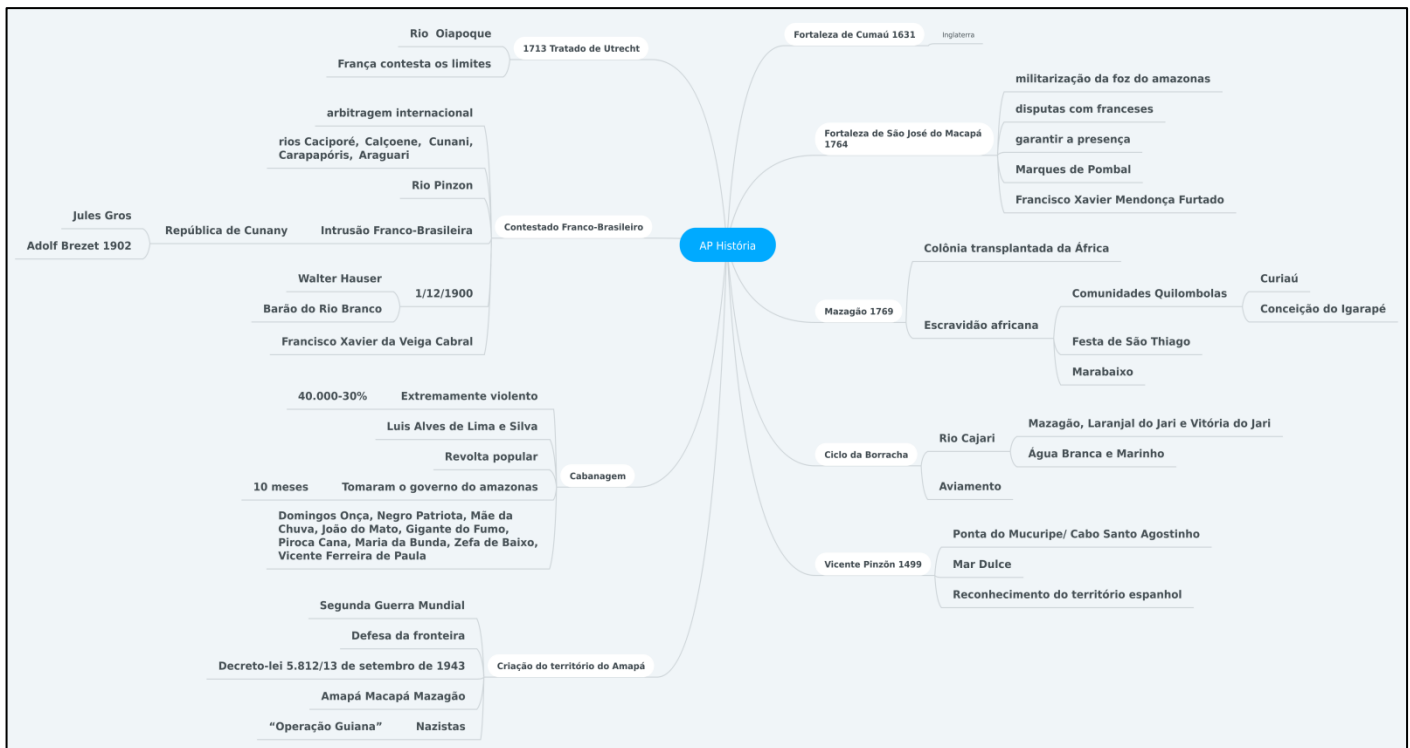 AP História
1713 Tratado de Utrecht
Rio Oiapoque
França contesta os limites
Contestado Franco-Brasileiro
arbitragem internacional
rios Caciporé, Calçoene, Cunani,
Carapapóris, Araguari
Rio Pinzon
Intrusão Franco-Brasileira
República de Cunany
Jules Gros
Adolf Brezet 1902
1/12/1900
Walter Hauser
Barão do Rio Branco
Francisco Xavier da Veiga Cabral
Cabanagem
Extremamente violento
40.000-30%
Luis Alves de Lima e Silva
Revolta popular
Tomaram o governo do amazonas
10 meses
Domingos Onça, Negro Patriota, Mãe da
Chuva, João do Mato, Gigante do Fumo,
Piroca Cana, Maria da Bunda, Zefa de Baixo,
Vicente Ferreira de Paula
Criação do território do Amapá
Segunda Guerra Mundial
Defesa da fronteira
Decreto-lei 5.812/13 de setembro de 1943
Amapá Macapá Mazagão
Nazistas
“Operação Guiana”
Fortaleza de Cumaú 1631
Inglaterra
Fortaleza de São José do Macapá
1764
militarização da foz do amazonas
disputas com franceses
garantir a presença
Marques de Pombal
Francisco Xavier Mendonça Furtado
Mazagão 1769
Colônia transplantada da África
Escravidão africana
Comunidades Quilombolas
Curiaú
Conceição do Igarapé
Festa de São Thiago
Marabaixo
Ciclo da Borracha
Rio Cajari
Mazagão, Laranjal do Jari e Vitória do Jari
Água Branca e Marinho
Aviamento
Vicente Pinzõn 1499
Ponta do Mucuripe/ Cabo Santo Agostinho
Mar Dulce
Reconhecimento do território espanhol